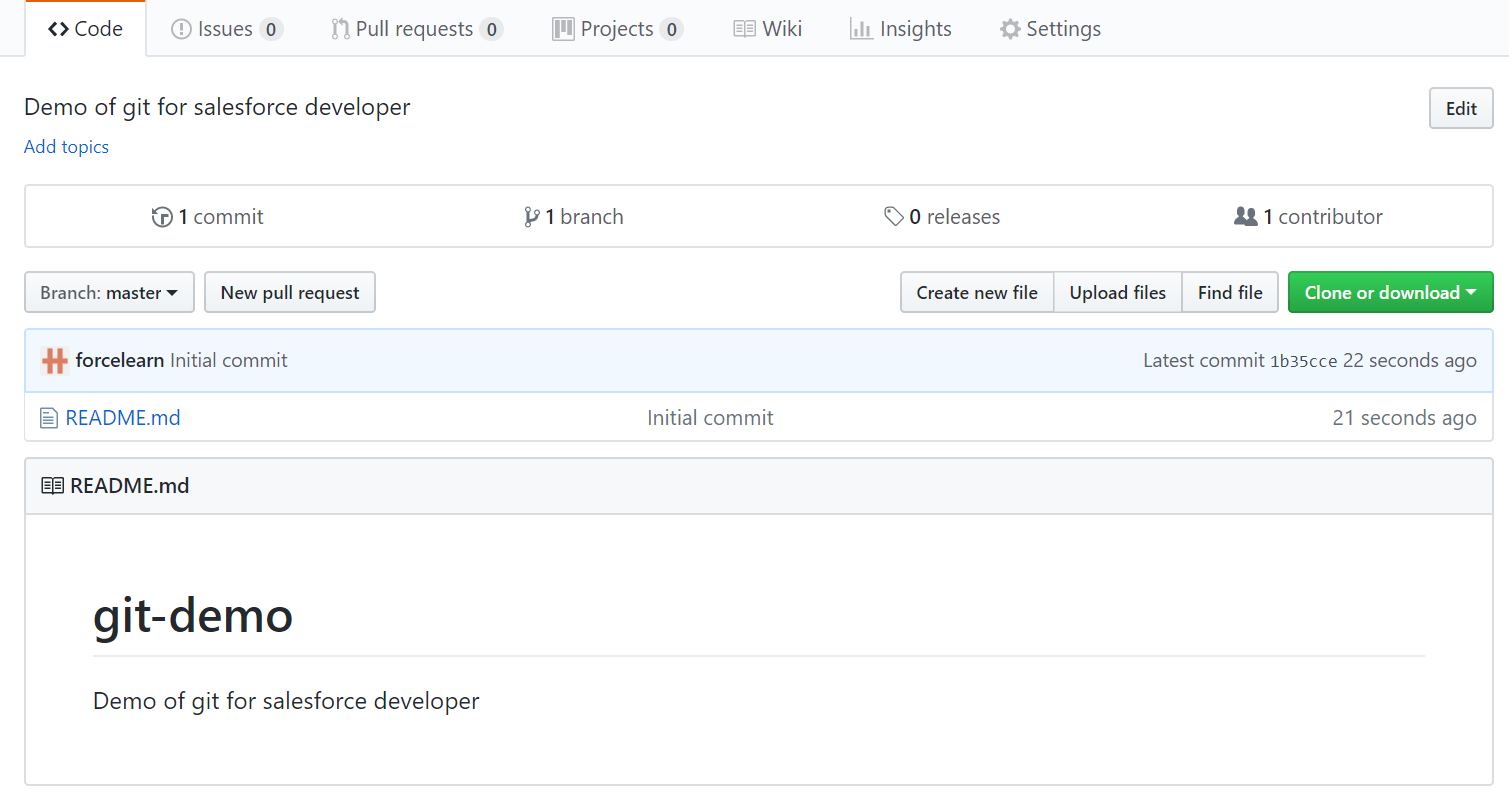 Code Issues 0 Pull requests 0 Projects 0 Wiki Insights Settings
Demo of git for salesforce developer Edit
Add topics
1 commit 1 branch 0 releases 1 contributor
Branch: master New pull request Create new file Upload files Find file Clone or download
forcelearn Initial commit Latest commit 1b35cce 22 seconds ago
README.md Initial commit 21 seconds ago
README.md
git-demo
Demo of git for salesforce developer